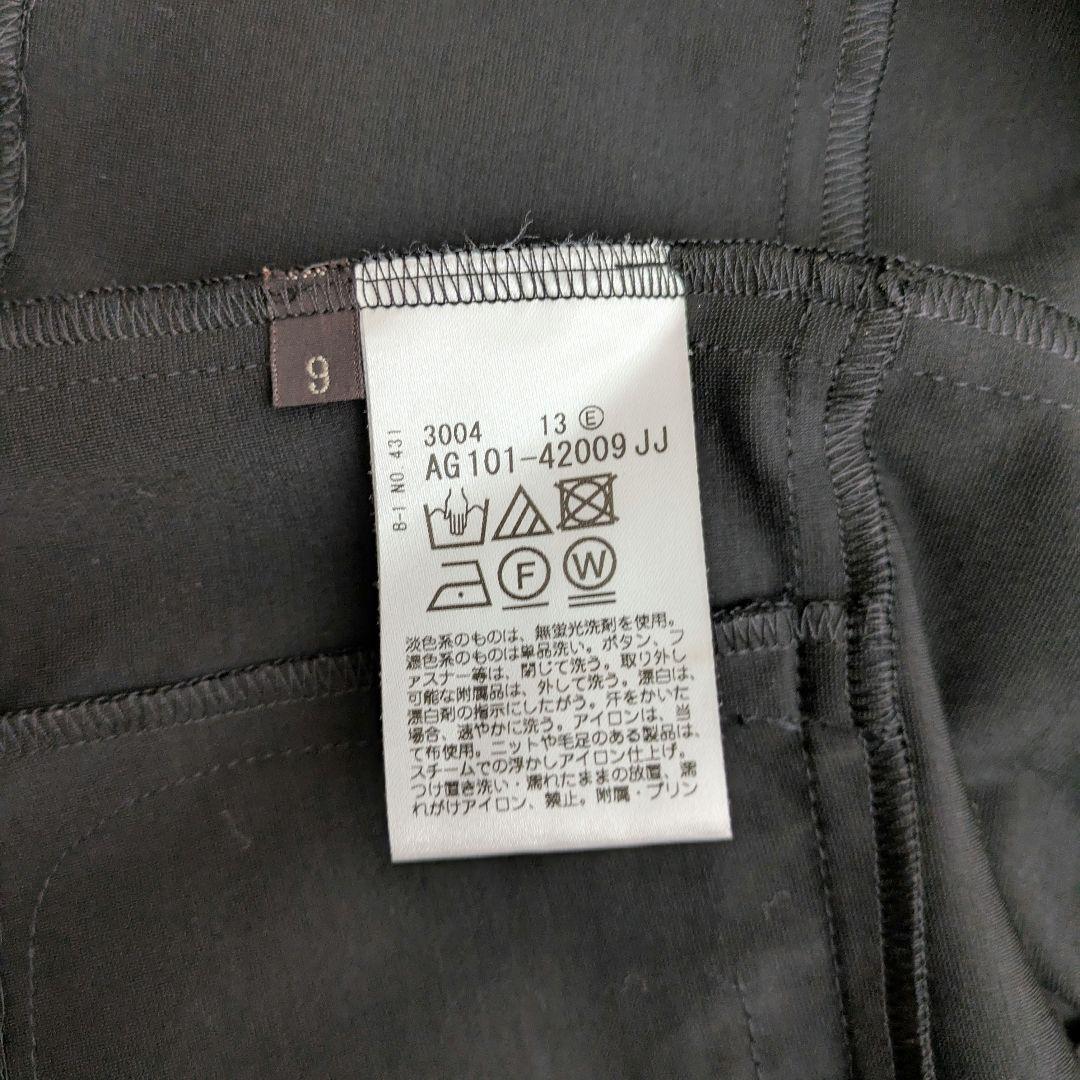 9
B-1 NO.431
3004 13 Ⓔ
AG101-42009JJ
F W
淡色系のものは、無蛍光洗剤を使用。
濃色系のものは単品洗い。ボタン、フ
ァスナー等は、閉じて洗う。取り外し
可能な附属品は、外して洗う。漂白は、
漂白剤の指示にしたがう。汗をかいた
場合、速やかに洗う。アイロンは、当
て布使用。ニットや毛足のある製品は、
スチームでの浮かしアイロン仕上げ。
つけ置き洗い・濡れたままの放置、濡
れがけアイロン、禁止。附属・プリン